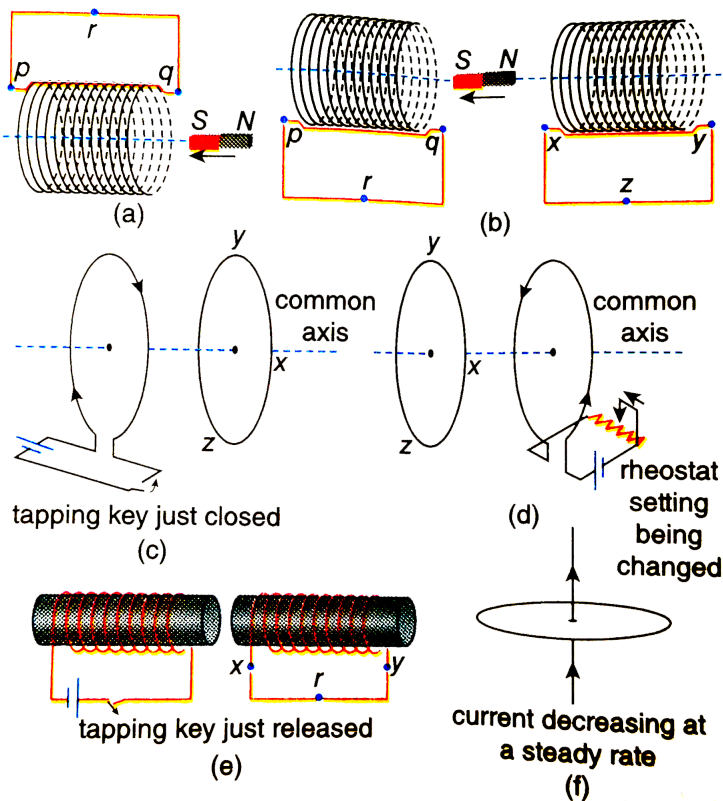 r
p q
S N
(a)
S N
p q
r
x y
z
(b)
y
common
axis
x
z
tapping key just closed
(c)
y
common
axis
x
z
(d)
rheostat
setting
being
changed
x y
r
tapping key just released
(e)
current decreasing at
a steady rate
(f)